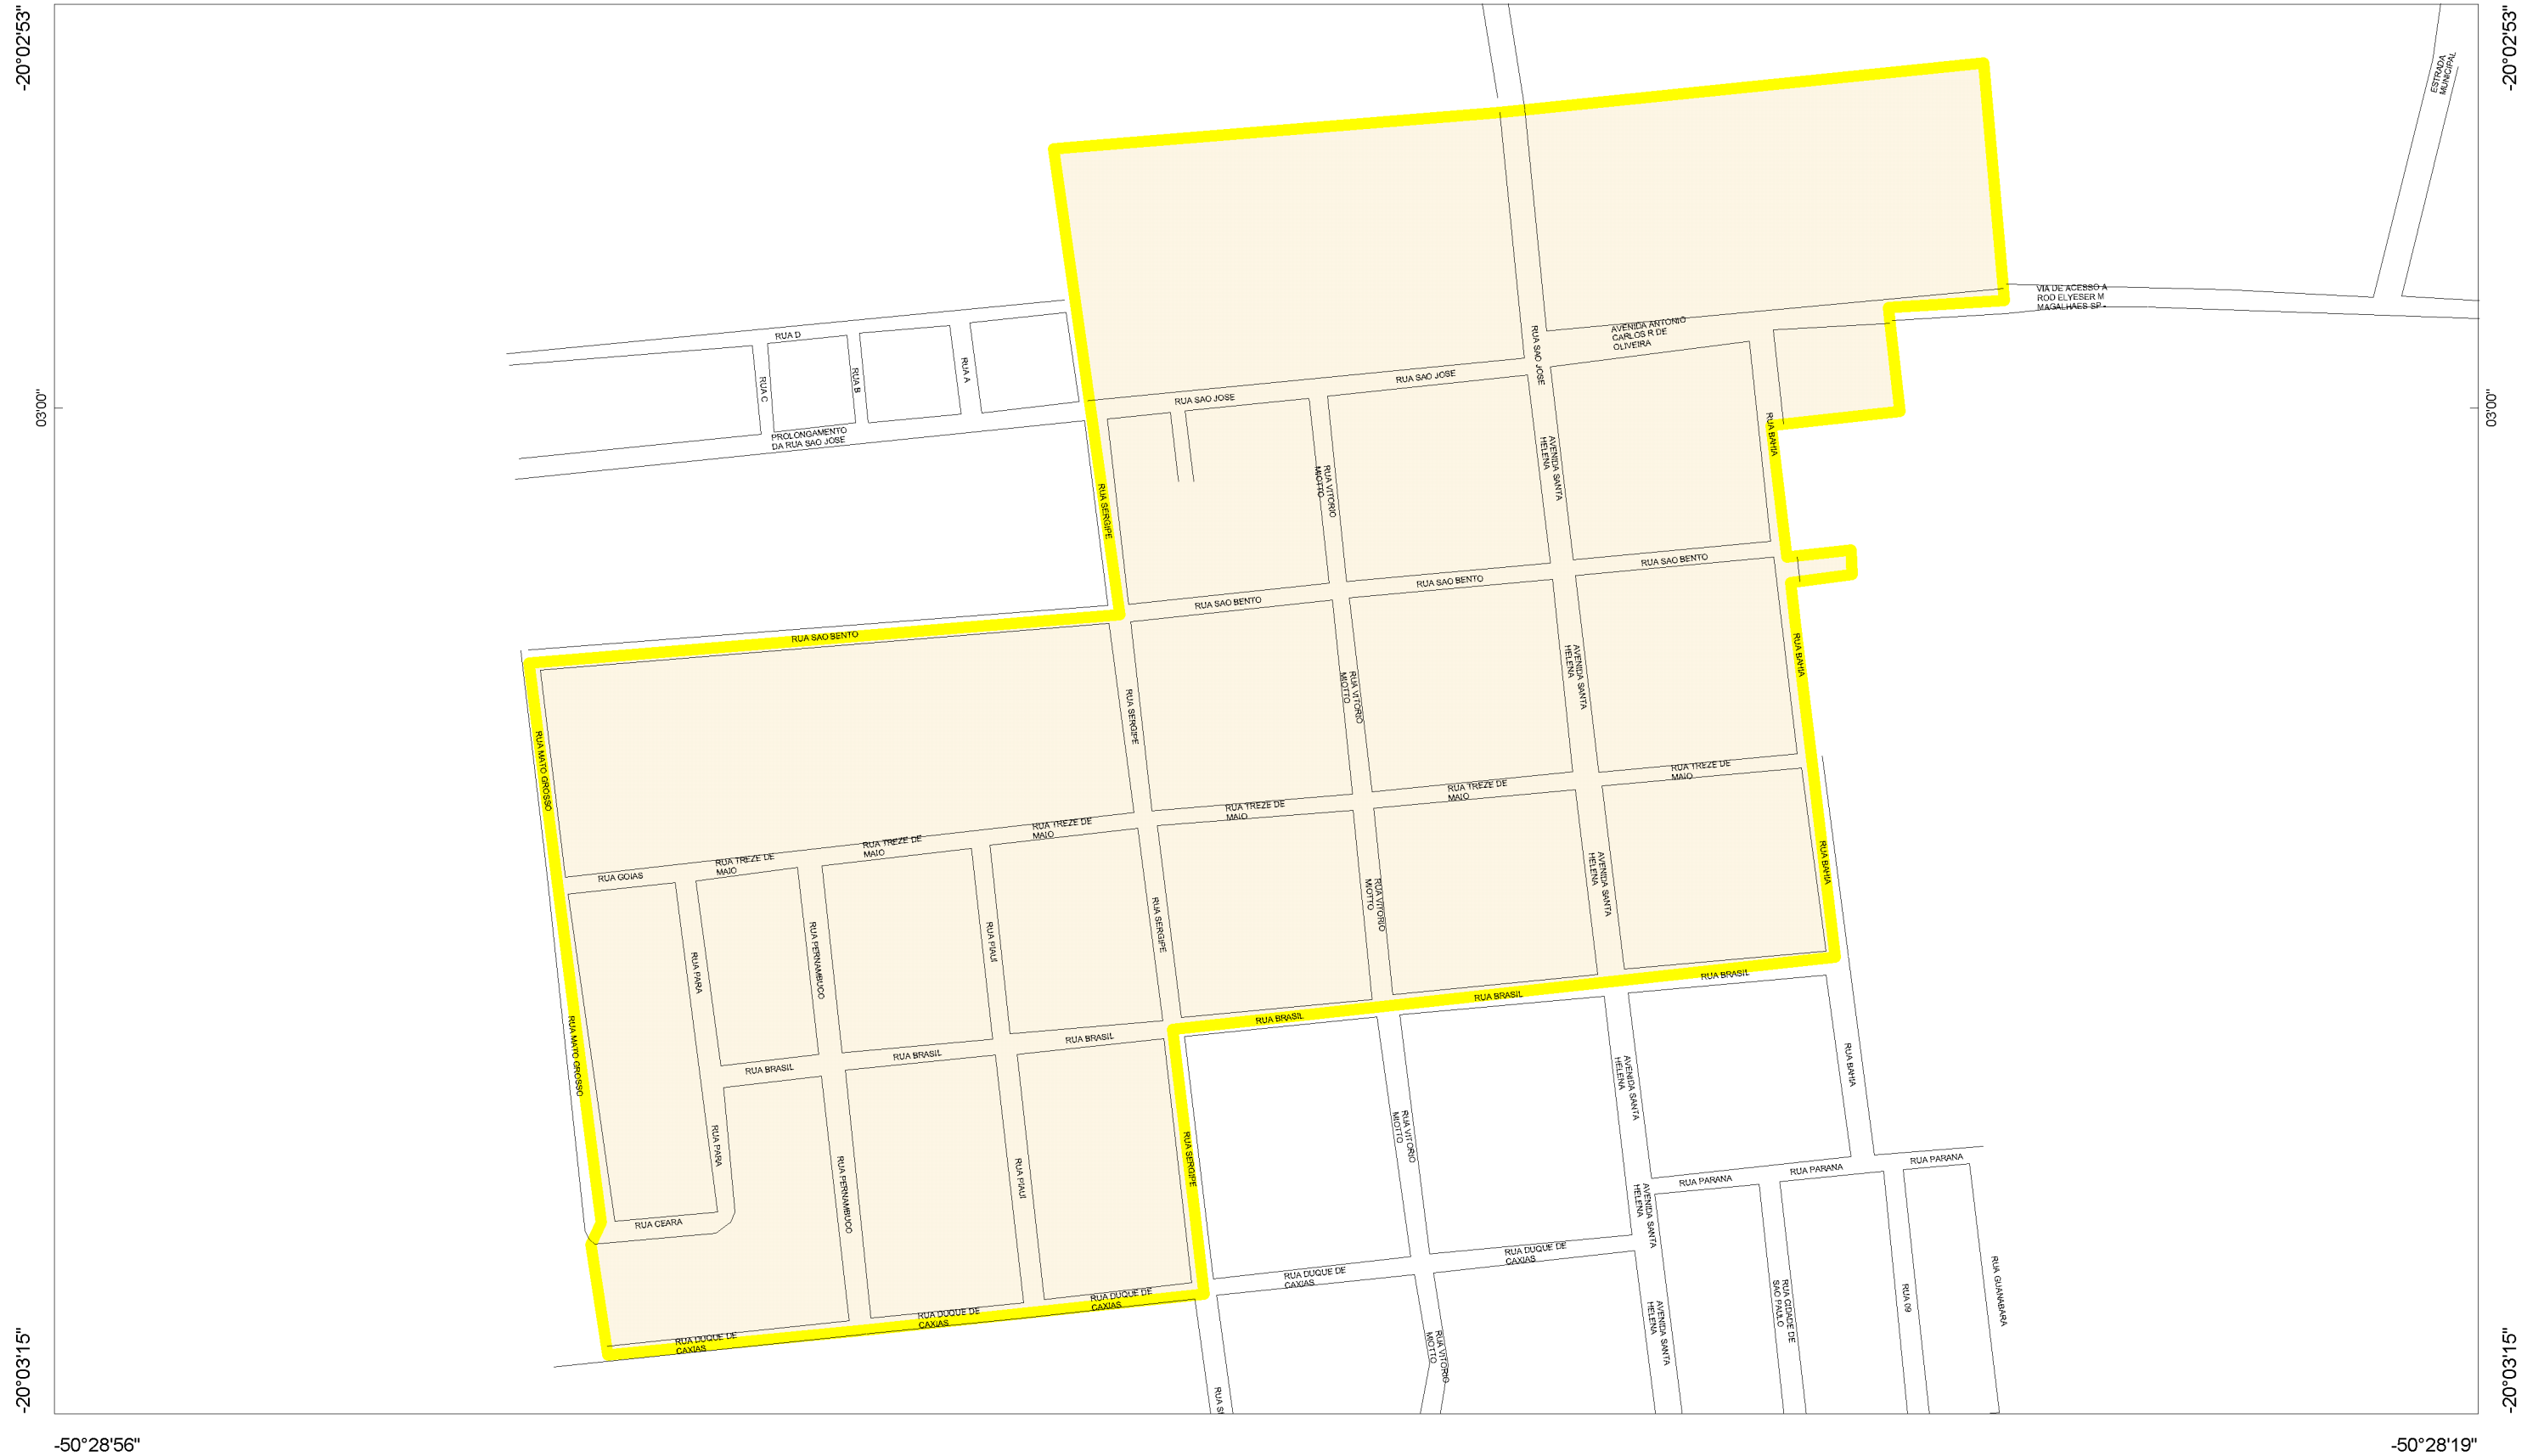 -20°02'53"
-20°02'53"
ESTRADA
MUNICIPAL
VIA DE ACESSO A
ROD ELYESER M
MAGALHAES SP -
RUA D
AVENIDA ANTONIO
CARLOS R DE
OLIVEIRA
RUA SAO JOSE
RUA C
RUA B
RUA A
RUA SAO JOSE
RUA SAO JOSE
03'00"
03'00"
PROLONGAMENTO
DA RUA SAO JOSE
RUA BAHIA
AVENIDA SANTA
HELENA
RUA VITORIO
MIOTTO
RUA SERGIPE
RUA SAO BENTO
RUA SAO BENTO
RUA SAO BENTO
RUA SAO BENTO
RUA BAHIA
AVENIDA SANTA
HELENA
RUA VITORIO
MIOTTO
RUA SERGIPE
RUA MATO GROSSO
RUA TREZE DE
MAIO
RUA TREZE DE
MAIO
RUA TREZE DE
MAIO
RUA TREZE DE
MAIO
RUA TREZE DE
MAIO
RUA TREZE DE
MAIO
RUA GOIAS
RUA BAHIA
AVENIDA SANTA
HELENA
RUA VITORIO
MIOTTO
RUA SERGIPE
RUA PIAUI
RUA PERNAMBUCO
RUA PARA
RUA BRASIL
RUA BRASIL
RUA BRASIL
RUA BRASIL
RUA BRASIL
RUA BRASIL
RUA MATO GROSSO
RUA BAHIA
AVENIDA SANTA
HELENA
RUA VITORIO
MIOTTO
RUA SERGIPE
RUA PIAUI
RUA PERNAMBUCO
RUA PARA
RUA PARANA
RUA PARANA
RUA PARANA
AVENIDA SANTA
HELENA
RUA CEARA
RUA DUQUE DE
CAXIAS
RUA DUQUE DE
CAXIAS
RUA DUQUE DE
CAXIAS
RUA DUQUE DE
CAXIAS
RUA DUQUE DE
CAXIAS
RUA GUANABARA
RUA 09
RUA CIDADE DE
SAO PAULO
AVENIDA SANTA
HELENA
RUA VITORIO
MIOTTO
RUA
-20°03'15"
-20°03'15"
-50°28'56"
-50°28'19"